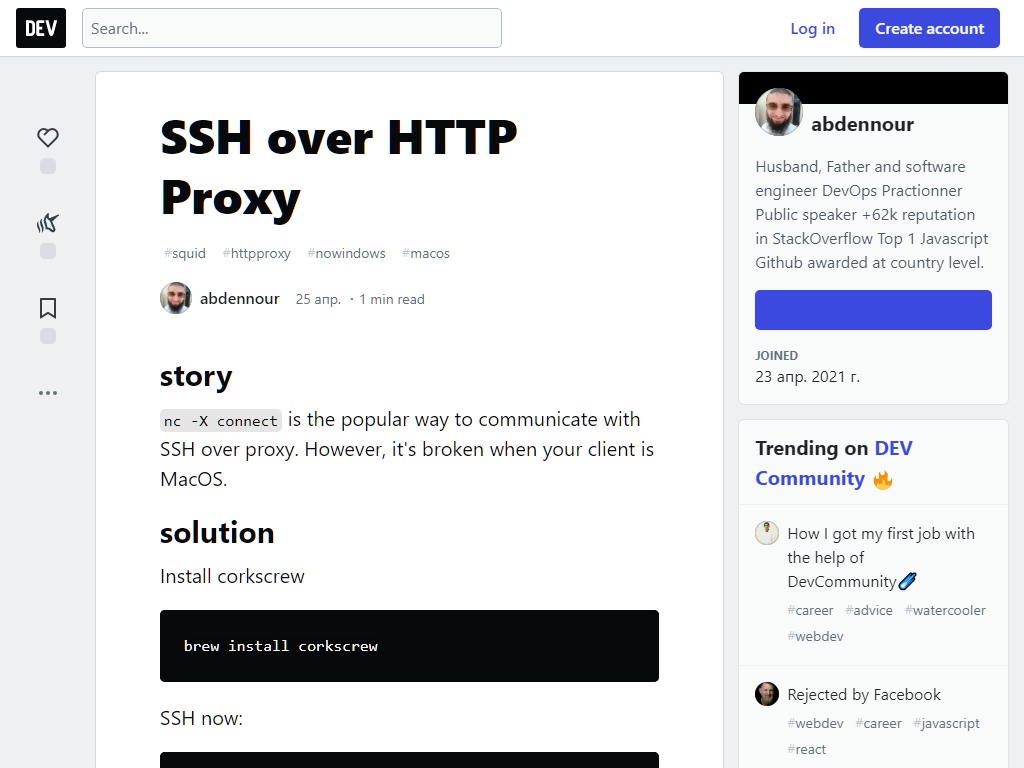 DEV
Search...
Log in
Create account
SSH over HTTP
Proxy
#squid #httpproxy #nowindows #macos
abdennour 25 апр. · 1 min read
story
nc -X connect is the popular way to communicate with
SSH over proxy. However, it's broken when your client is
MacOS.
solution
Install corkscrew
brew install corkscrew
SSH now:
abdennour
Husband, Father and software
engineer DevOps Practionner
Public speaker +62k reputation
in StackOverflow Top 1 Javascript
Github awarded at country level.
JOINED
23 апр. 2021 г.
Trending on DEV
Community 🔥
How I got my first job with
the help of
DevCommunity
#career #advice #watercooler
#webdev
Rejected by Facebook
#webdev #career #javascript
#react